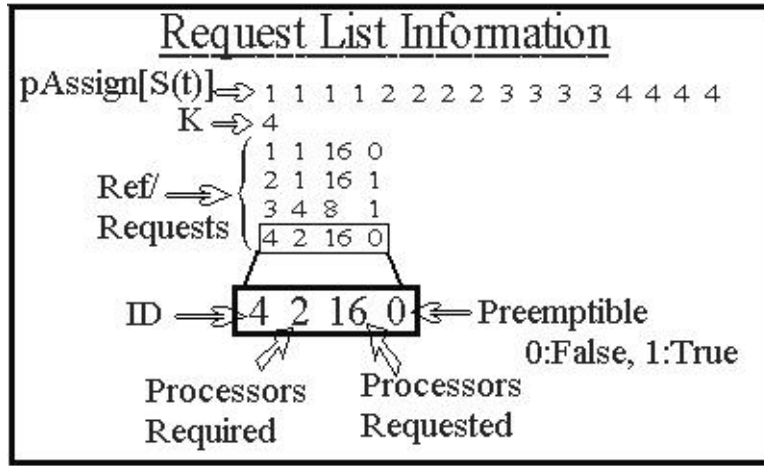 Request List Information
pAssign[S(t)] 1 1 1 1 2 2 2 2 3 3 3 3 4 4 4 4
K 4
1 1 16 0
2 1 16 1
3 4 8 1
4 2 16 0
Ref/
Requests
ID 4 2 16 0 Preemptible
0:False, 1:True
Processors
Required
Processors
Requested